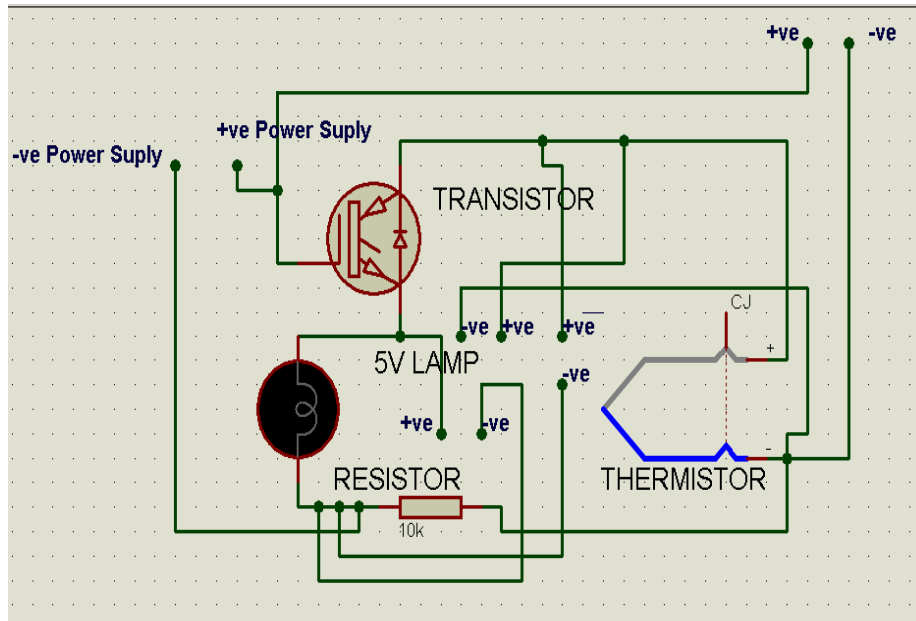 +ve -ve
+ve Power Suply
-ve Power Suply
TRANSISTOR
CJ
-ve +ve +ve
+
5V LAMP
-ve
+ve -ve
-
RESISTOR THERMISTOR
10k